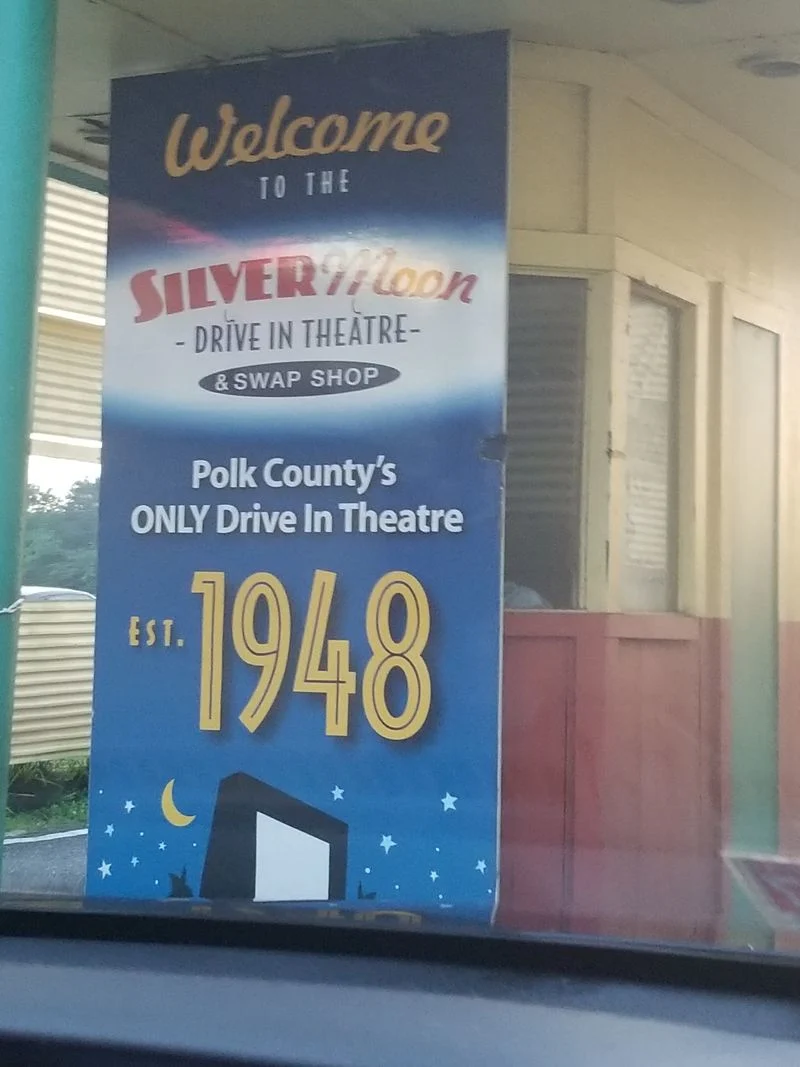 Welcome
TO THE
SILVER Moon
- DRIVE IN THEATRE -
& SWAP SHOP
Polk County's
ONLY Drive In Theatre
EST. 1948